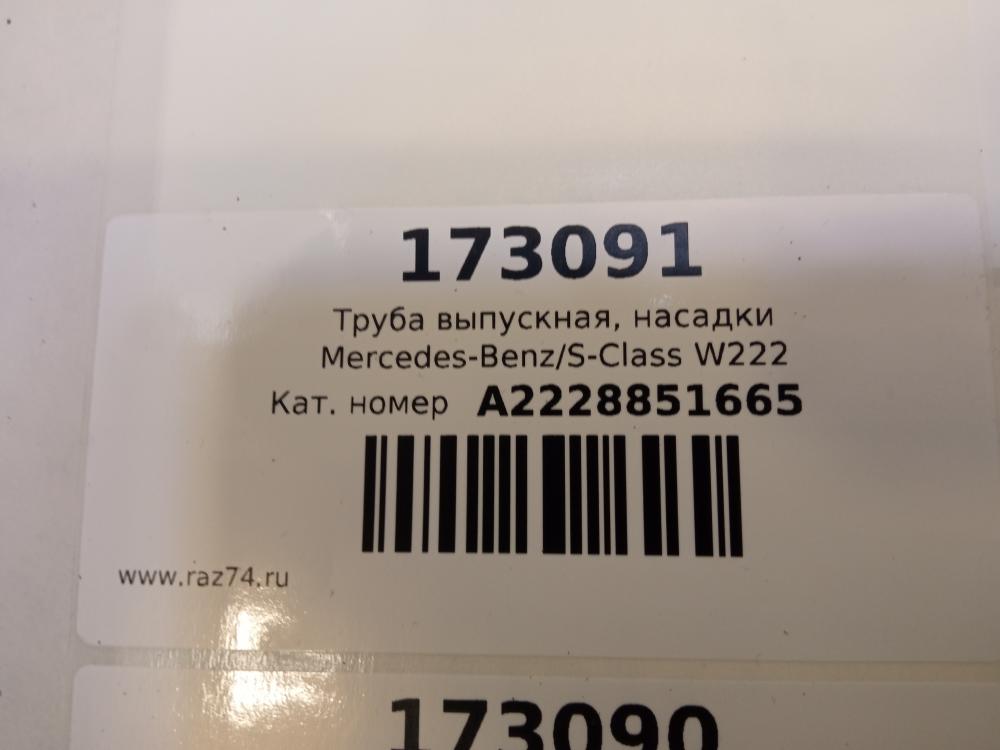 173091
Труба выпускная, насадки
Mercedes-Benz/S-Class W222
Кат. номер A2228851665
www.raz74.ru
173090